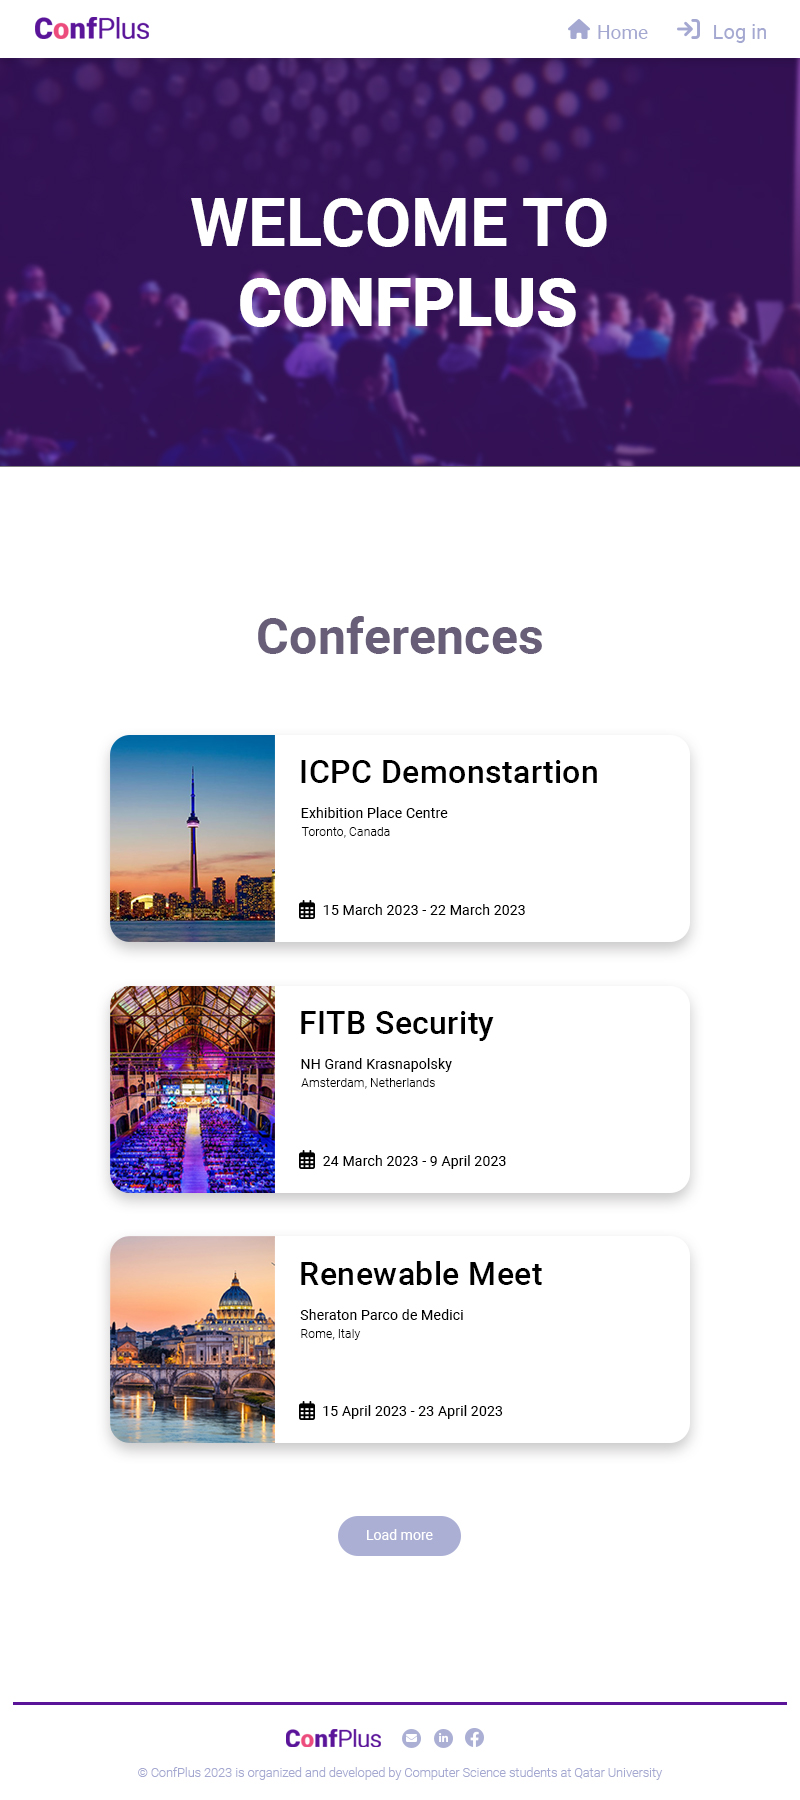 ConfPlus
Home
Log in
WELCOME TO
CONFPLUS
Conferences
ICPC Demonstartion
Exhibition Place Centre
Toronto, Canada
15 March 2023 - 22 March 2023
FITB Security
NH Grand Krasnapolsky
Amsterdam, Netherlands
24 March 2023 - 9 April 2023
Renewable Meet
Sheraton Parco de Medici
Rome, Italy
15 April 2023 - 23 April 2023
Load more
ConfPlus
© ConfPlus 2023 is organized and developed by Computer Science students at Qatar University